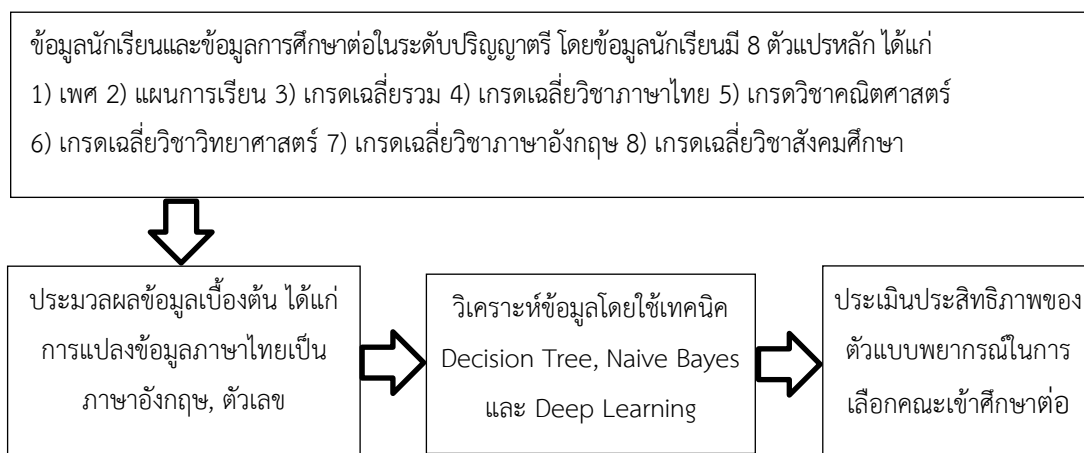 ข้อมูลนักเรียนและข้อมูลการศึกษาต่อในระดับปริญญาตรี โดยข้อมูลนักเรียนมี 8 ตัวแปรหลัก ได้แก่
1) เพศ 2) แผนการเรียน 3) เกรดเฉลี่ยรวม 4) เกรดเฉลี่ยวิชาภาษาไทย 5) เกรดวิชาคณิตศาสตร์
6) เกรดเฉลี่ยวิชาวิทยาศาสตร์ 7) เกรดเฉลี่ยวิชาภาษาอังกฤษ 8) เกรดเฉลี่ยวิชาสังคมศึกษา
ประมวลผลข้อมูลเบื้องต้น ได้แก่
การแปลงข้อมูลภาษาไทยเป็น
ภาษาอังกฤษ, ตัวเลข
วิเคราะห์ข้อมูลโดยใช้เทคนิค
Decision Tree, Naive Bayes
และ Deep Learning
ประเมินประสิทธิภาพของ
ตัวแบบพยากรณ์ในการ
เลือกคณะเข้าศึกษาต่อ